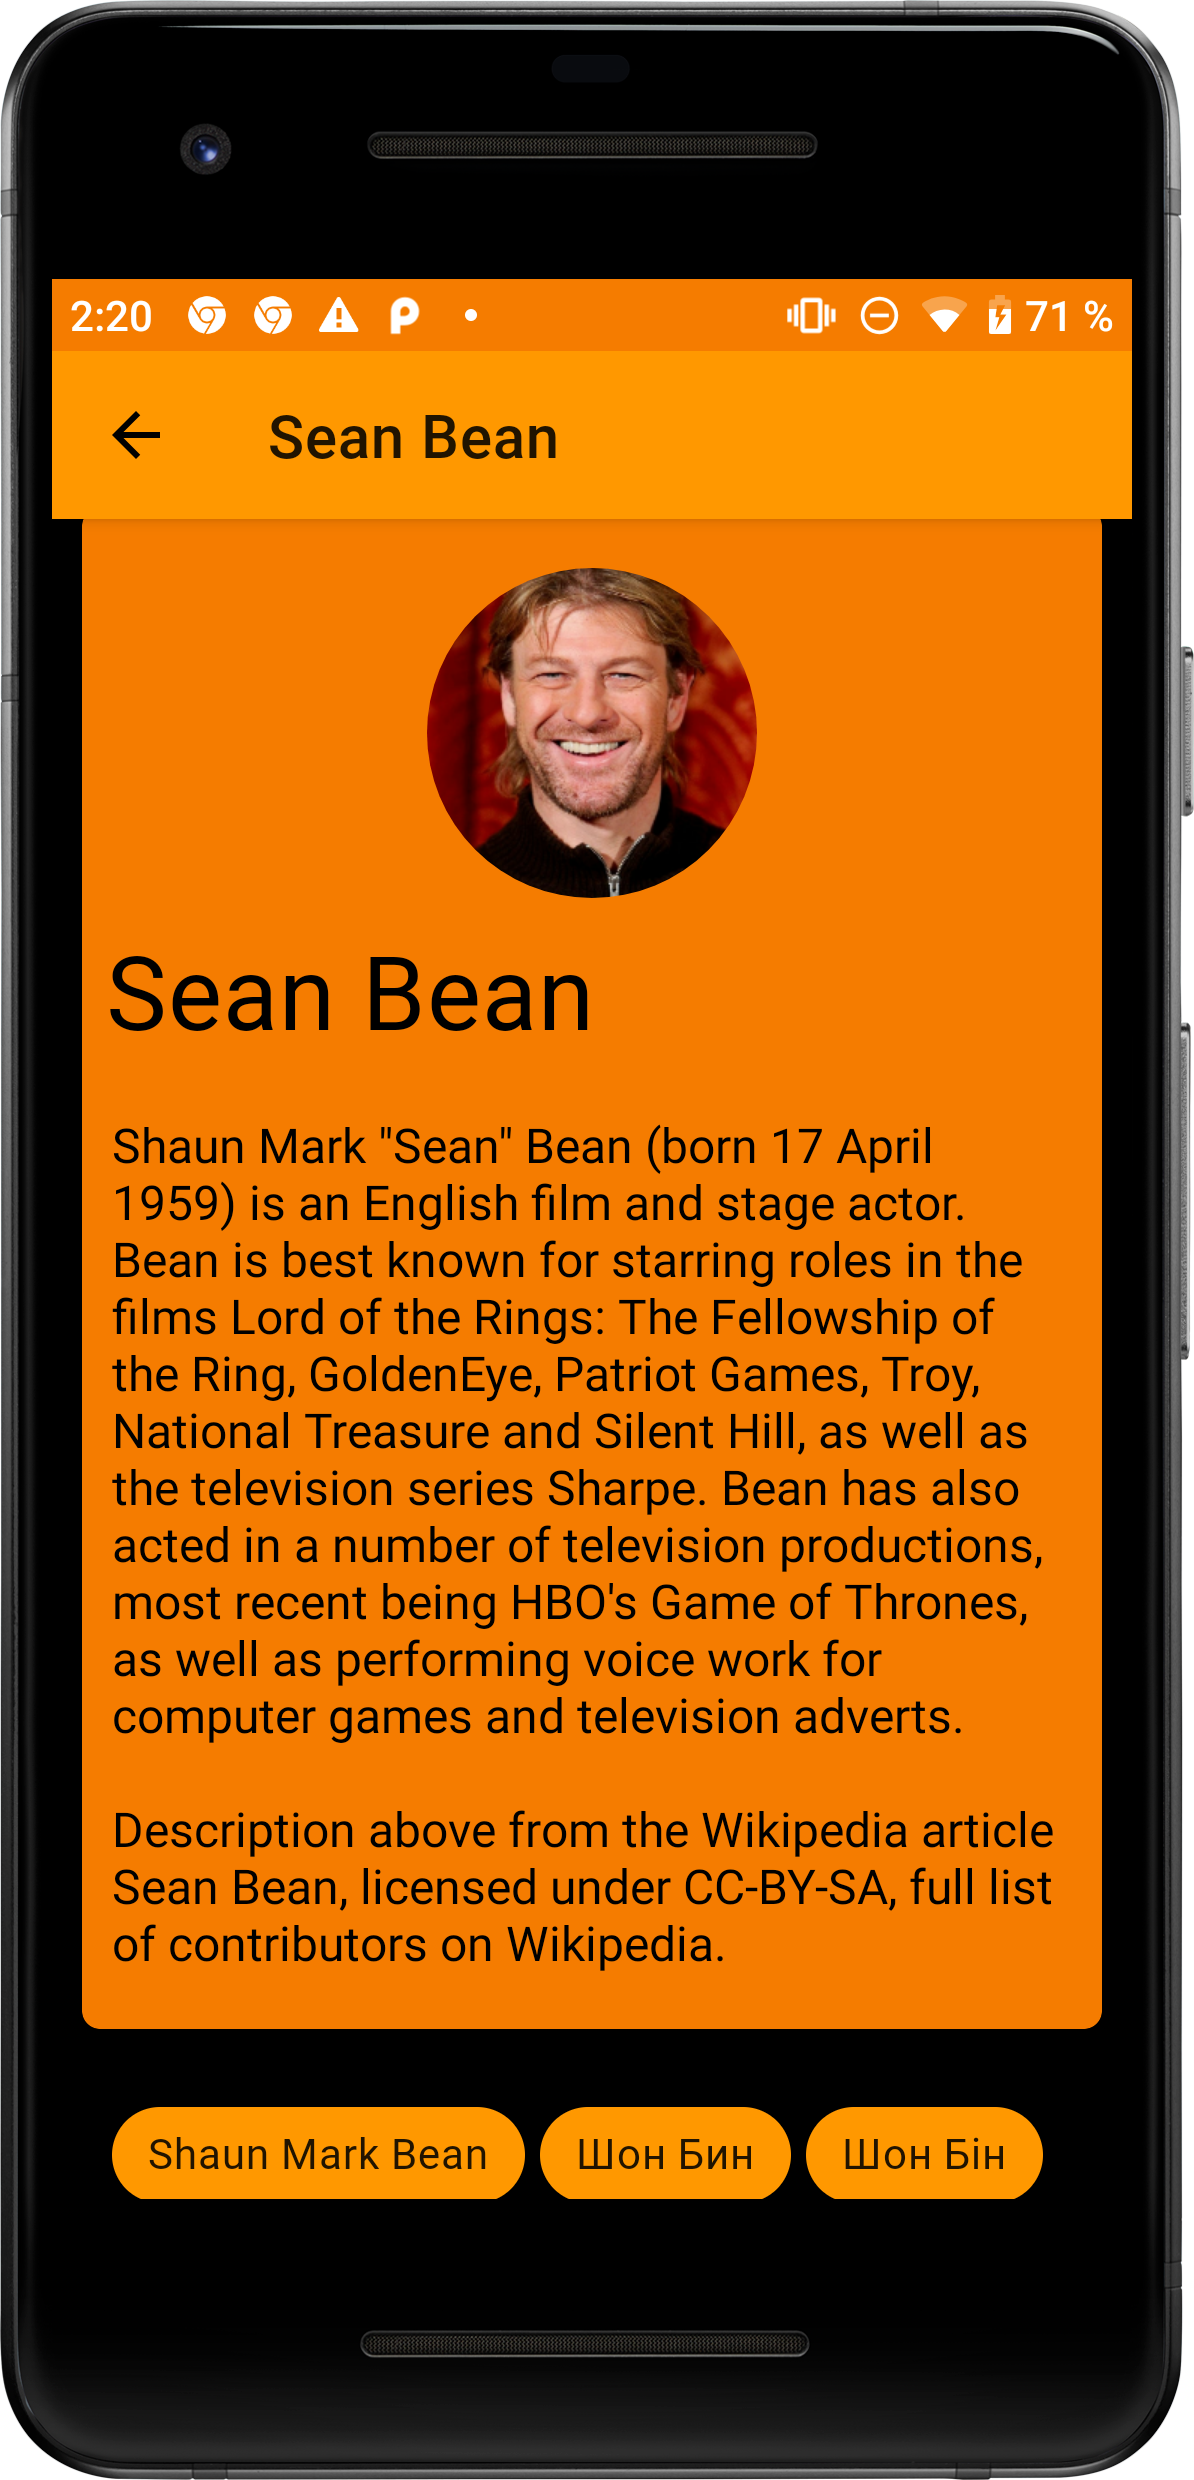 2:20 71 %
Sean Bean
Sean Bean
Shaun Mark "Sean" Bean (born 17 April
1959) is an English film and stage actor.
Bean is best known for starring roles in the
films Lord of the Rings: The Fellowship of
the Ring, GoldenEye, Patriot Games, Troy,
National Treasure and Silent Hill, as well as
the television series Sharpe. Bean has also
acted in a number of television productions,
most recent being HBO's Game of Thrones,
as well as performing voice work for
computer games and television adverts.
Description above from the Wikipedia article
Sean Bean, licensed under CC-BY-SA, full list
of contributors on Wikipedia.
Shaun Mark Bean Шон Бин Шон Бін